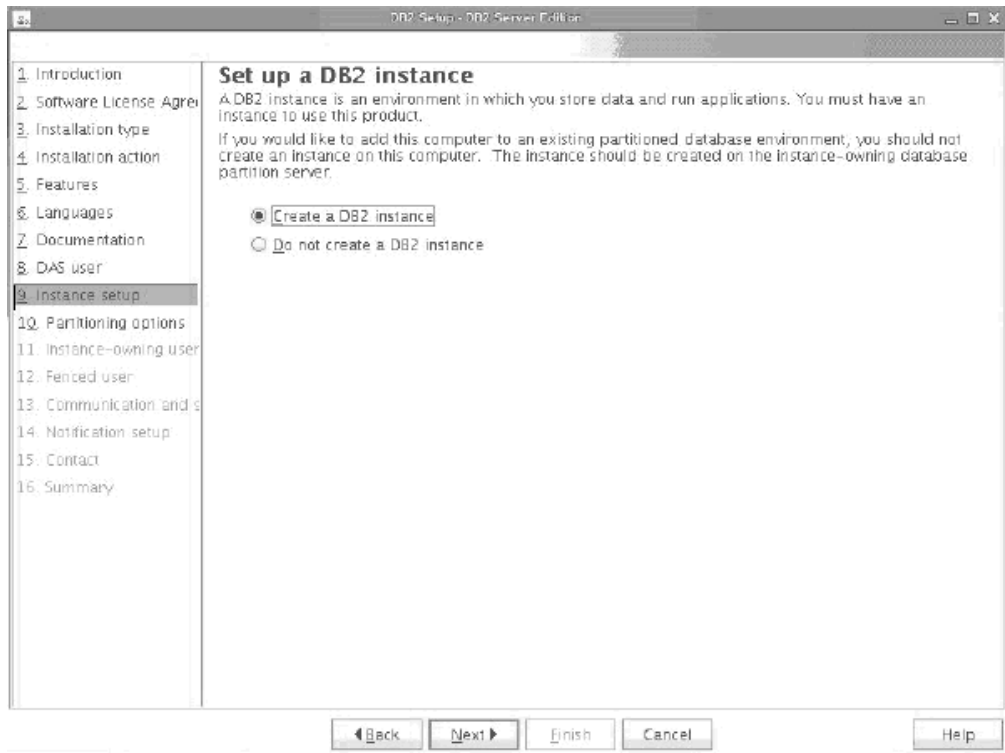 DB2 Setup - DB2 Server Edition
1. Introduction
2. Software License Agree
3. Installation type
4. Installation action
5. Features
6. Languages
7. Documentation
8. DAS user
9. Instance setup
10. Partitioning options
11. Instance-owning user
12. Fenced user
13. Communication and s
14. Notification setup
15. Contact
16. Summary
Set up a DB2 instance
A DB2 instance is an environment in which you store data and run applications. You must have an
instance to use this product.
If you would like to add this computer to an existing partitioned database environment, you should not
create an instance on this computer. The instance should be created on the instance-owning database
partition server.
Create a DB2 instance
Do not create a DB2 instance
Back
Next
Finish
Cancel
Help